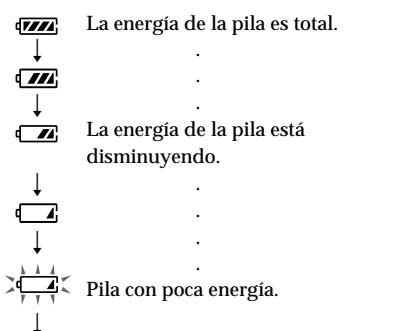 La energía de la pila es total.
.
.
.
La energía de la pila está
disminuyendo.
.
.
.
.
Pila con poca energía.